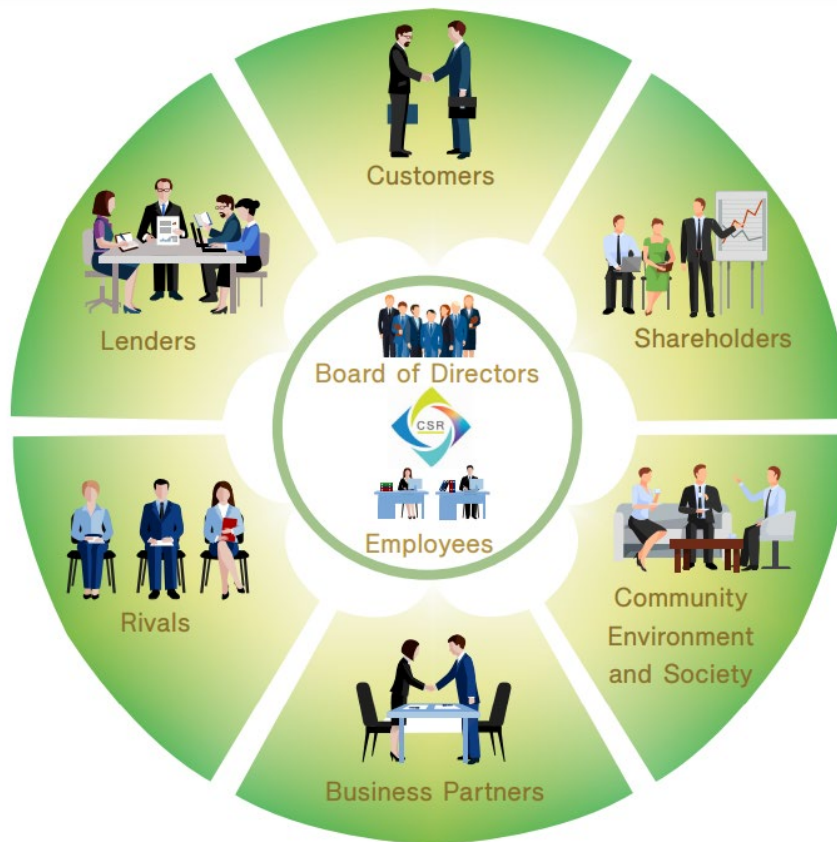 Customers
Lenders
Shareholders
Board of Directors
CSR
Employees
Rivals
Community
Environment
and Society
Business Partners